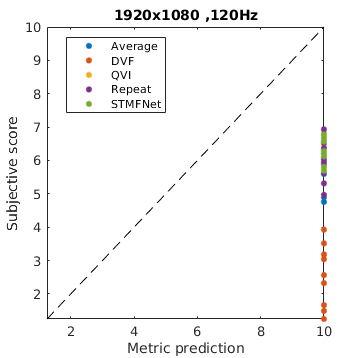 1920x1080 ,120Hz
10
9
8
7
6
5
4
3
2
Subjective score
Average
DVF
QVI
Repeat
STMFNet
2 4 6 8 10
Metric prediction